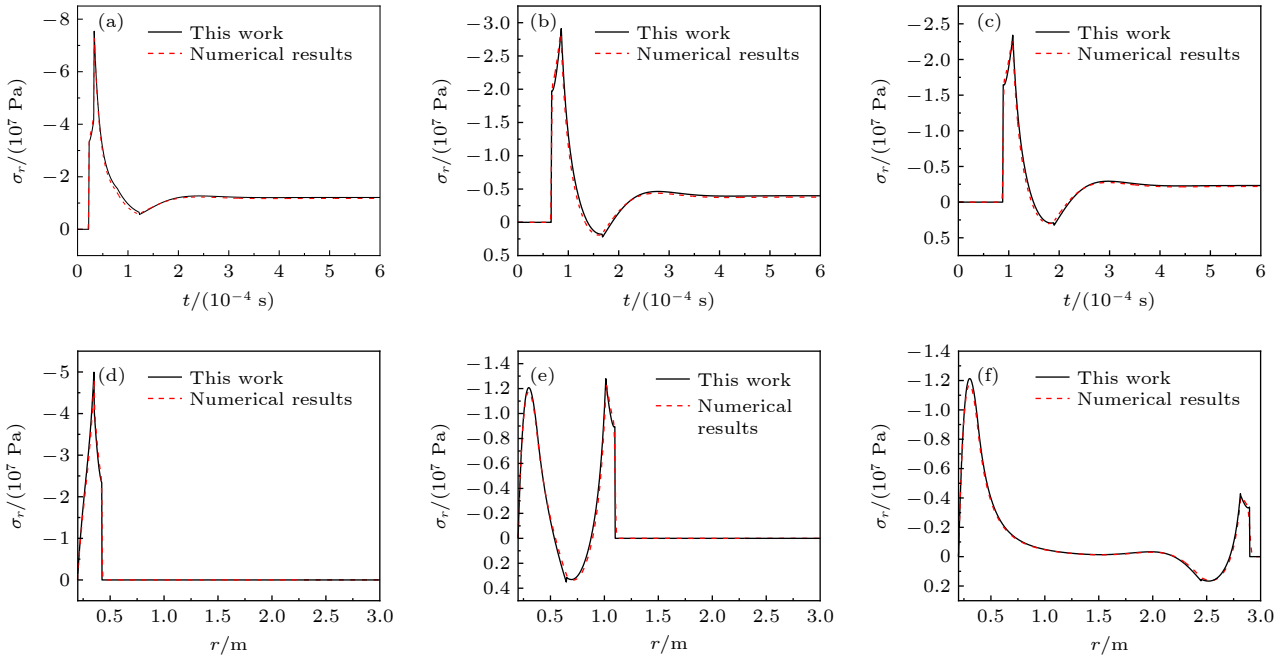 (a)
This work
Numerical results
−8
−6
−4
−2
0
σr/(10⁷ Pa)
0 1 2 3 4 5 6
t/(10⁻⁴ s)
(b)
This work
Numerical results
−3.0
−2.5
−2.0
−1.5
−1.0
−0.5
0
0.5
σr/(10⁷ Pa)
0 1 2 3 4 5 6
t/(10⁻⁴ s)
(c)
This work
Numerical results
−2.5
−2.0
−1.5
−1.0
−0.5
0
0.5
σr/(10⁷ Pa)
0 1 2 3 4 5 6
t/(10⁻⁴ s)
(d)
This work
Numerical results
−5
−4
−3
−2
−1
0
σr/(10⁷ Pa)
0.5 1.0 1.5 2.0 2.5 3.0
r/m
(e)
This work
Numerical
results
−1.4
−1.2
−1.0
−0.8
−0.6
−0.4
−0.2
0
0.2
0.4
σr/(10⁷ Pa)
0.5 1.0 1.5 2.0 2.5 3.0
r/m
(f)
This work
Numerical results
−1.4
−1.2
−1.0
−0.8
−0.6
−0.4
−0.2
0
0.2
σr/(10⁷ Pa)
0.5 1.0 1.5 2.0 2.5 3.0
r/m